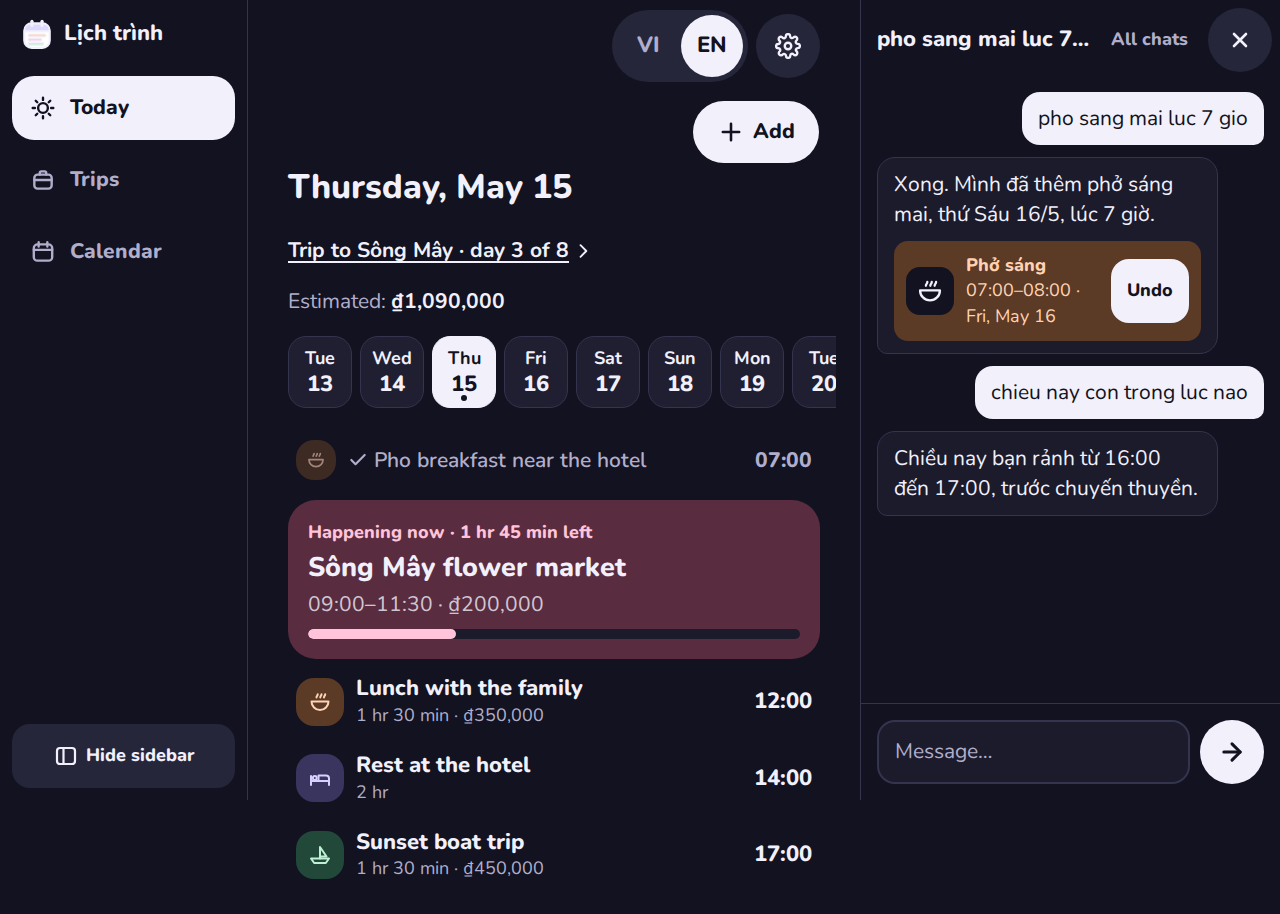 Lịch trình
Today
Trips
Calendar
Hide sidebar
VI
EN
Add
Thursday, May 15
Trip to Sông Mây · day 3 of 8
Estimated: ₫1,090,000
Tue
13
Wed
14
Thu
15
Fri
16
Sat
17
Sun
18
Mon
19
Tue
20
Pho breakfast near the hotel 07:00
Happening now · 1 hr 45 min left
Sông Mây flower market
09:00–11:30 · ₫200,000
Lunch with the family
1 hr 30 min · ₫350,000
12:00
Rest at the hotel
2 hr
14:00
Sunset boat trip
1 hr 30 min · ₫450,000
17:00
pho sang mai luc 7...
All chats
pho sang mai luc 7 gio
Xong. Mình đã thêm phở sáng
mai, thứ Sáu 16/5, lúc 7 giờ.
Phở sáng
07:00–08:00 ·
Fri, May 16
Undo
chieu nay con trong luc nao
Chiều nay bạn rảnh từ 16:00
đến 17:00, trước chuyến thuyền.
Message...